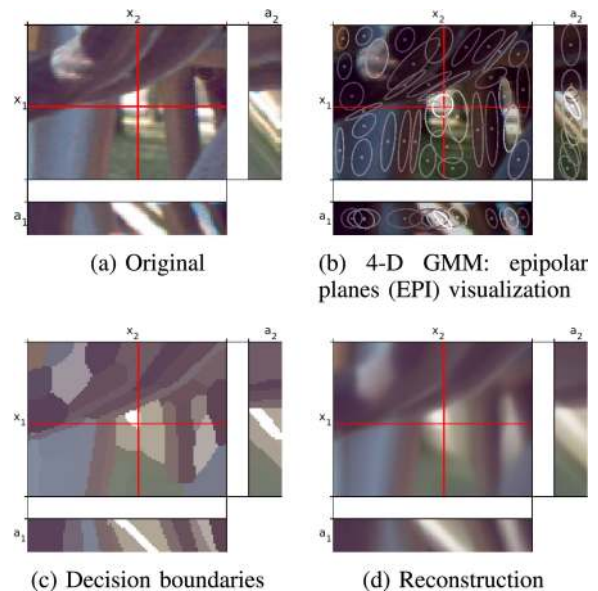 x2 a2 x2 a2
x1 x1
a1 a1
(a) Original
(b) 4-D GMM: epipolar
planes (EPI) visualization
x2 a2 x2 a2
x1 x1
a1 a1
(c) Decision boundaries
(d) Reconstruction